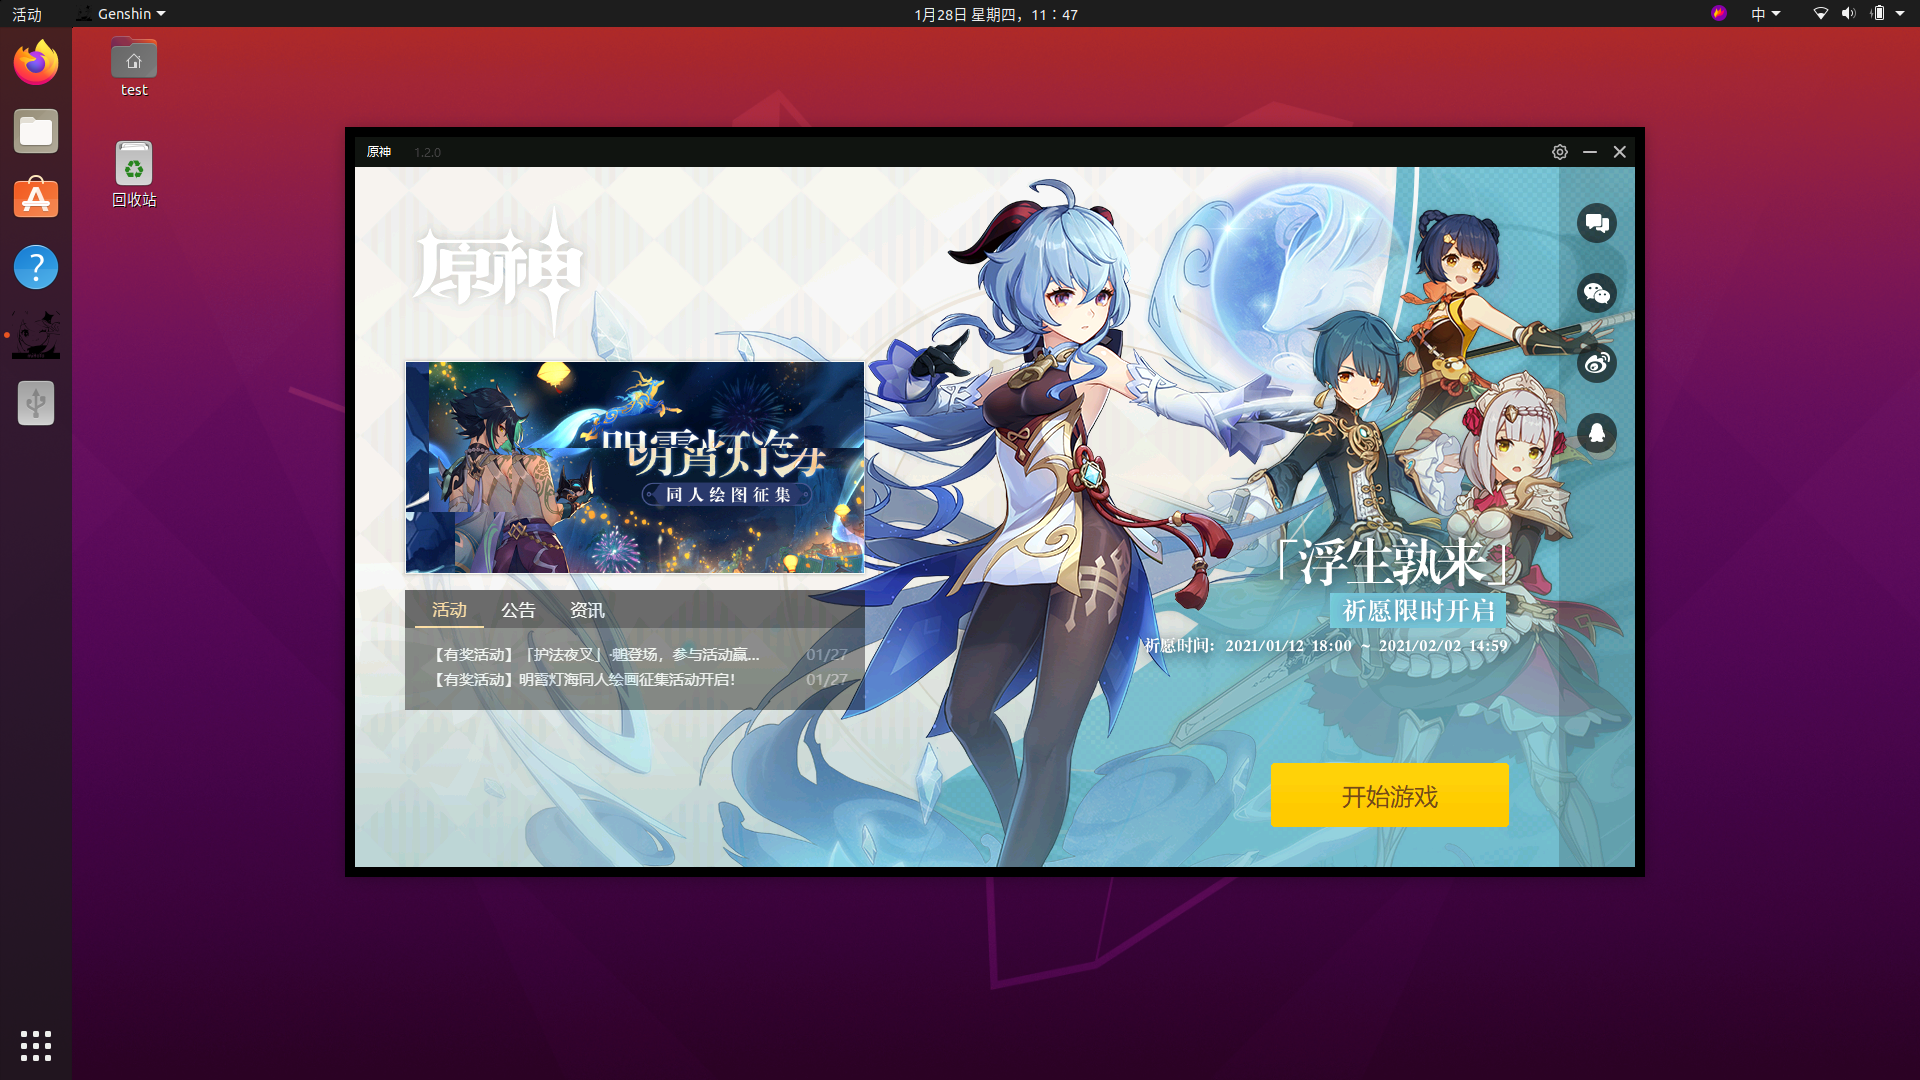 活动
Genshin
1月28日 星期四，11：47
中
test
回收站
原神
1.2.0
原神
明霄灯海
同人绘图征集
活动
公告
资讯
【有奖活动】「护法夜叉」·魈登场，参与活动赢...
01/27
【有奖活动】明霄灯海同人绘画征集活动开启！
01/27
「浮生孰来」
祈愿限时开启
祈愿时间：2021/01/12 18:00 ~ 2021/02/02 14:59
开始游戏